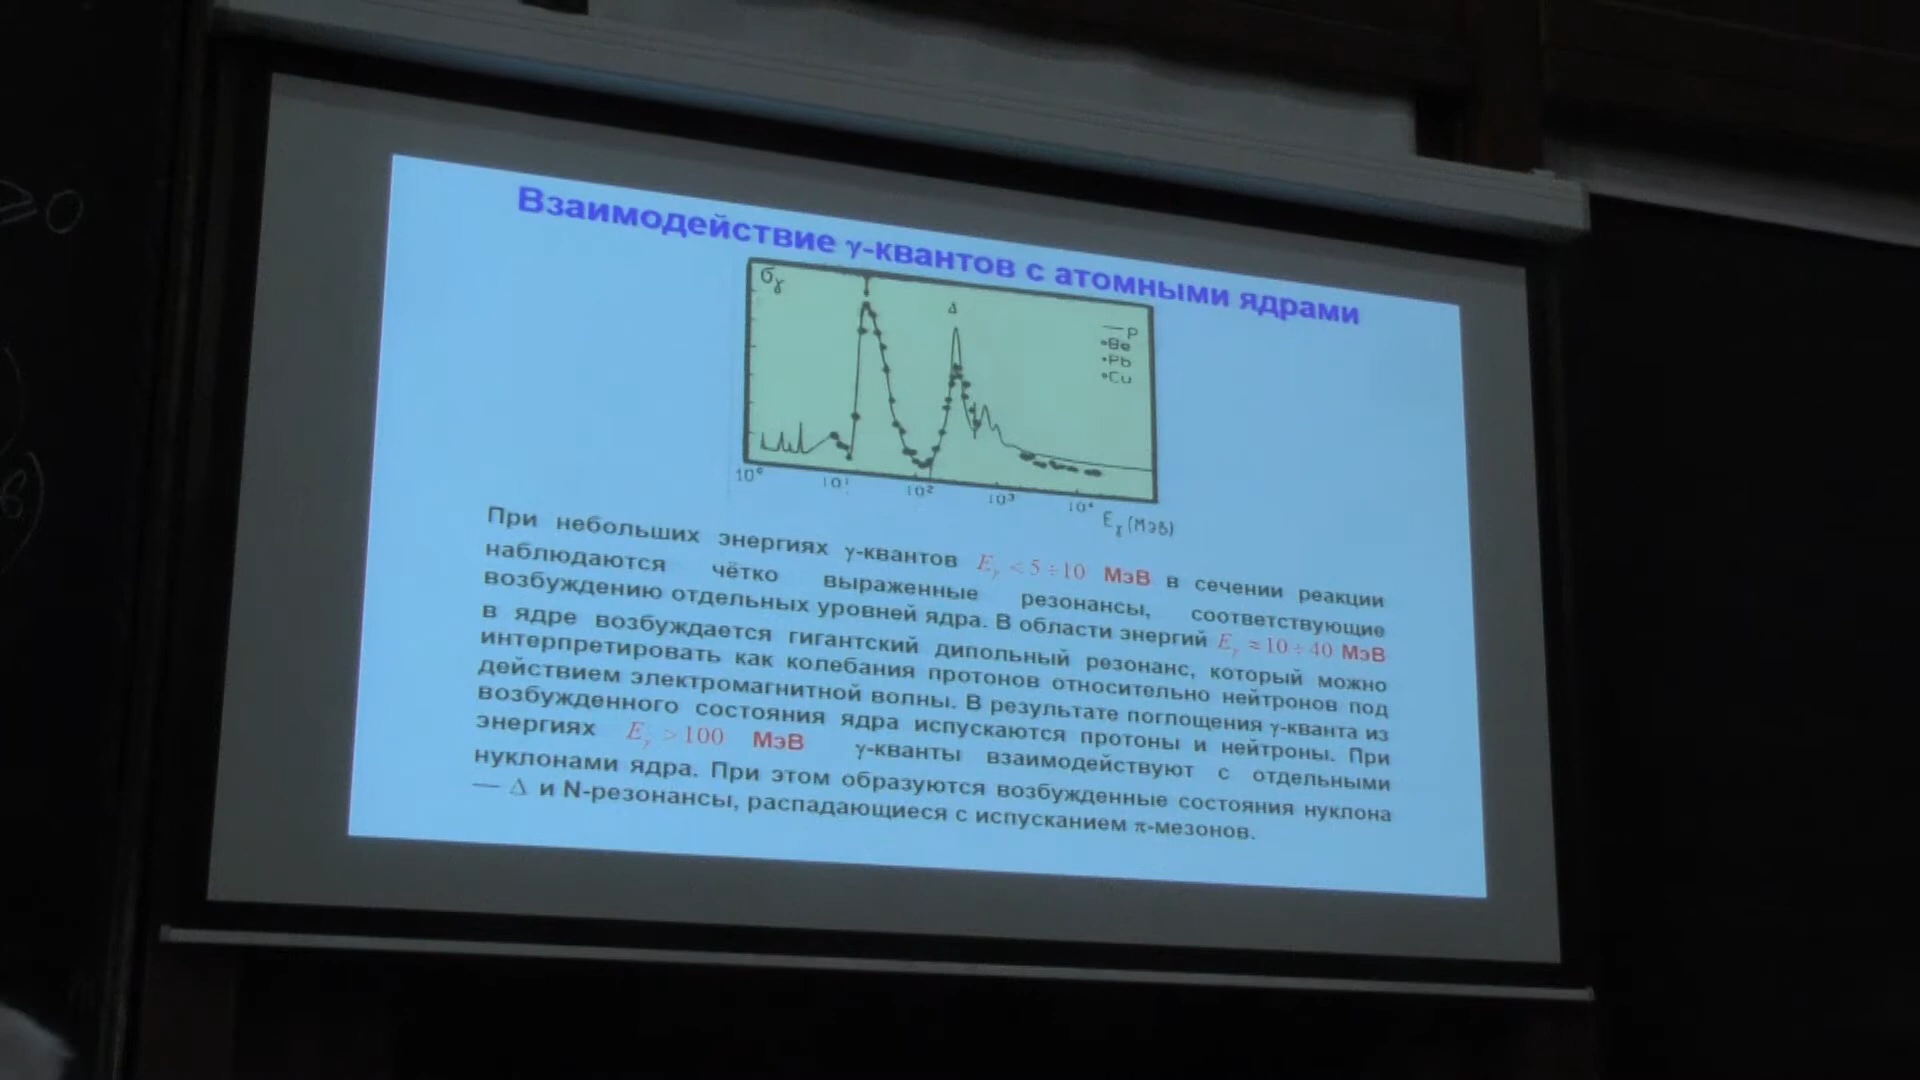 Взаимодействие γ-квантов с атомными ядрами
σγ
Δ
— p
•Be
•Pb
•Cu
10⁰ 10¹ 10² 10³ 10⁴ Eγ (МэВ)
При небольших энергиях γ-квантов Eγ < 5÷10 МэВ в сечении реакции
наблюдаются чётко выраженные резонансы, соответствующие
возбуждению отдельных уровней ядра. В области энергий Eγ ≈ 10÷40 МэВ
в ядре возбуждается гигантский дипольный резонанс, который можно
интерпретировать как колебания протонов относительно нейтронов под
действием электромагнитной волны. В результате поглощения γ-кванта из
возбужденного состояния ядра испускаются протоны и нейтроны. При
энергиях Eγ > 100 МэВ γ-кванты взаимодействуют с отдельными
нуклонами ядра. При этом образуются возбужденные состояния нуклона
— Δ и N-резонансы, распадающиеся с испусканием π-мезонов.